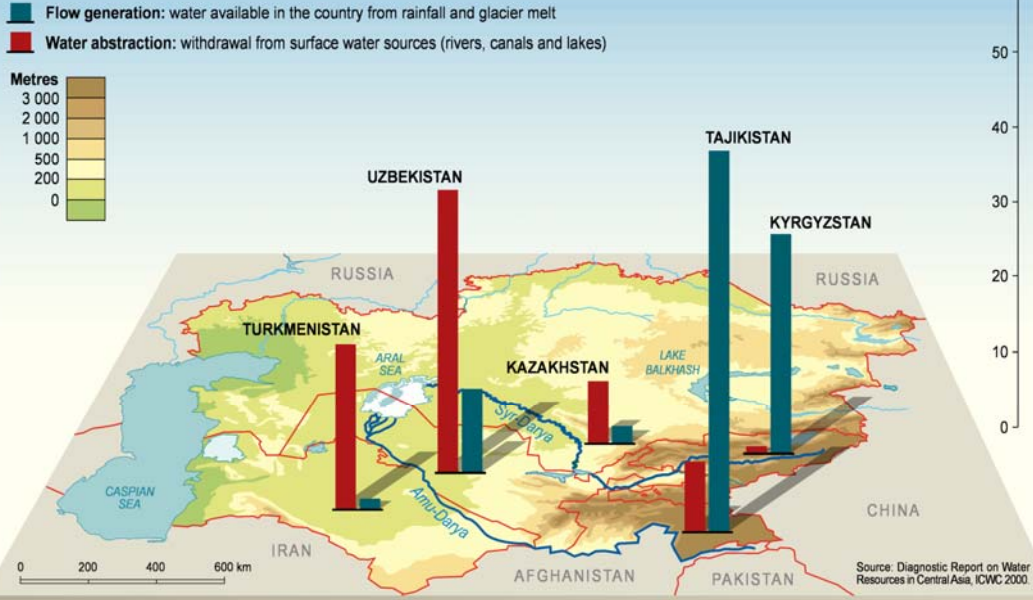 Flow generation: water available in the country from rainfall and glacier melt
Water abstraction: withdrawal from surface water sources (rivers, canals and lakes)
Metres
3 000
2 000
1 000
500
200
0
50
40
30
20
10
0
TAJIKISTAN
UZBEKISTAN
KYRGYZSTAN
RUSSIA
RUSSIA
TURKMENISTAN
ARAL
SEA
KAZAKHSTAN
LAKE
BALKHASH
Syr-Darya
CASPIAN
SEA
Amu-Darya
CHINA
IRAN
AFGHANISTAN
PAKISTAN
0 200 400 600 km
Source: Diagnostic Report on Water
Resources in Central Asia, ICWC 2000.